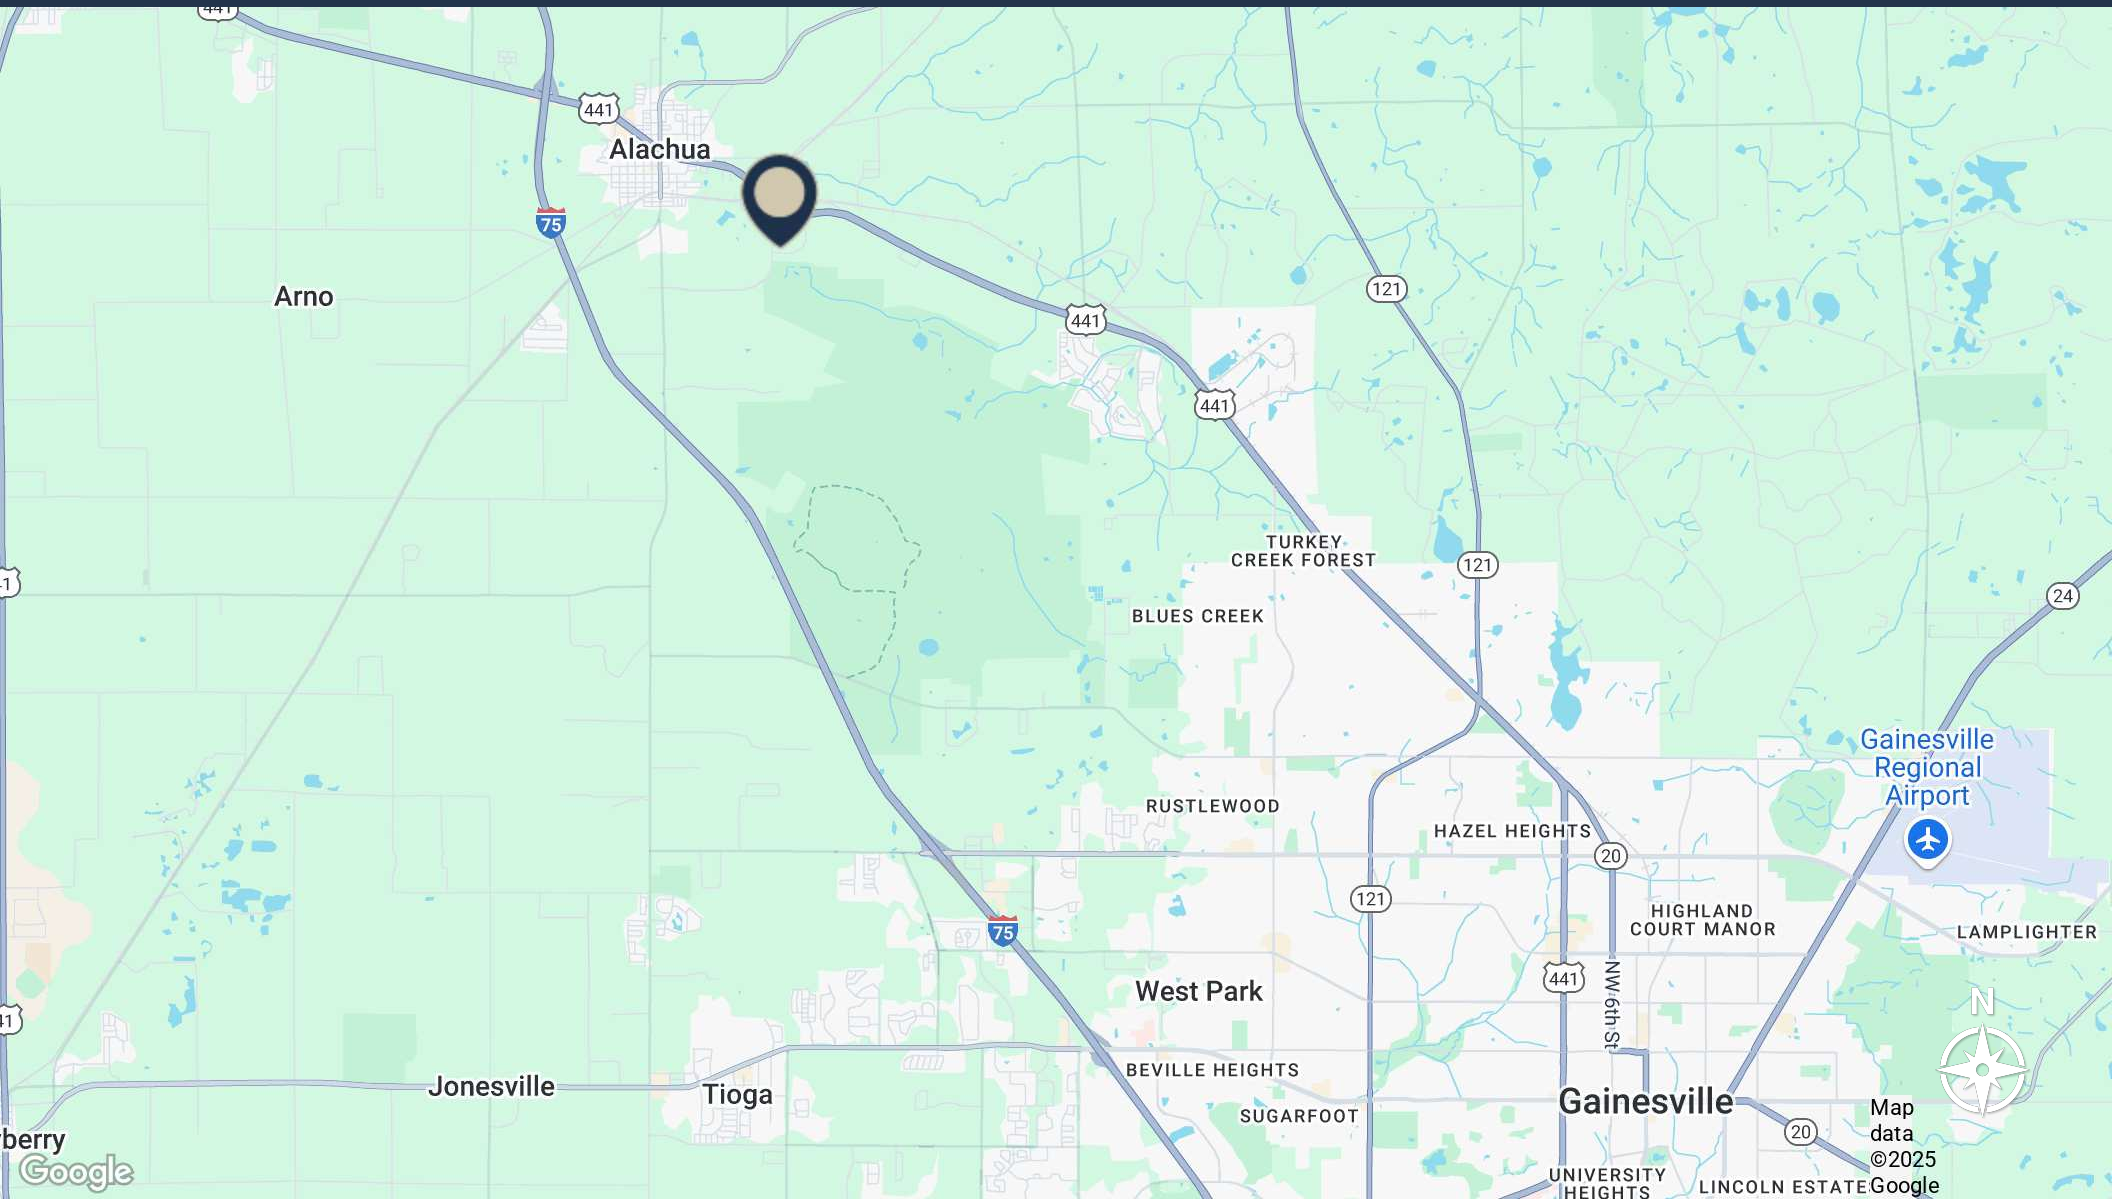 441
441
Alachua
75
Arno
121
441
441
TURKEY
CREEK FOREST
121
24
BLUES CREEK
Gainesville
Regional
Airport
RUSTLEWOOD
HAZEL HEIGHTS
20
121
75
HIGHLAND
COURT MANOR
LAMPLIGHTER
441
NW 6th St
West Park
N
41
BEVILLE HEIGHTS
Jonesville
Tioga
Gainesville
SUGARFOOT
20
berry
UNIVERSITY
HEIGHTS
LINCOLN ESTATE
Google
Map
data
©2025
Google